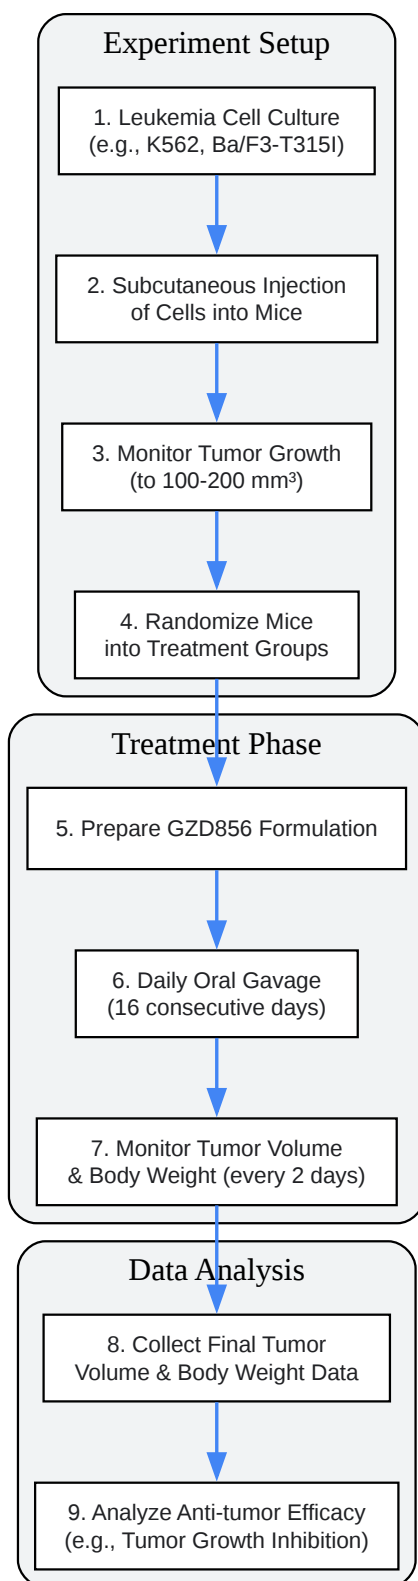 Experiment Setup
1. Leukemia Cell Culture
(e.g., K562, Ba/F3-T315I)
2. Subcutaneous Injection
of Cells into Mice
3. Monitor Tumor Growth
(to 100-200 mm³)
4. Randomize Mice
into Treatment Groups
Treatment Phase
5. Prepare GZD856 Formulation
6. Daily Oral Gavage
(16 consecutive days)
7. Monitor Tumor Volume
& Body Weight (every 2 days)
Data Analysis
8. Collect Final Tumor
Volume & Body Weight Data
9. Analyze Anti-tumor Efficacy
(e.g., Tumor Growth Inhibition)